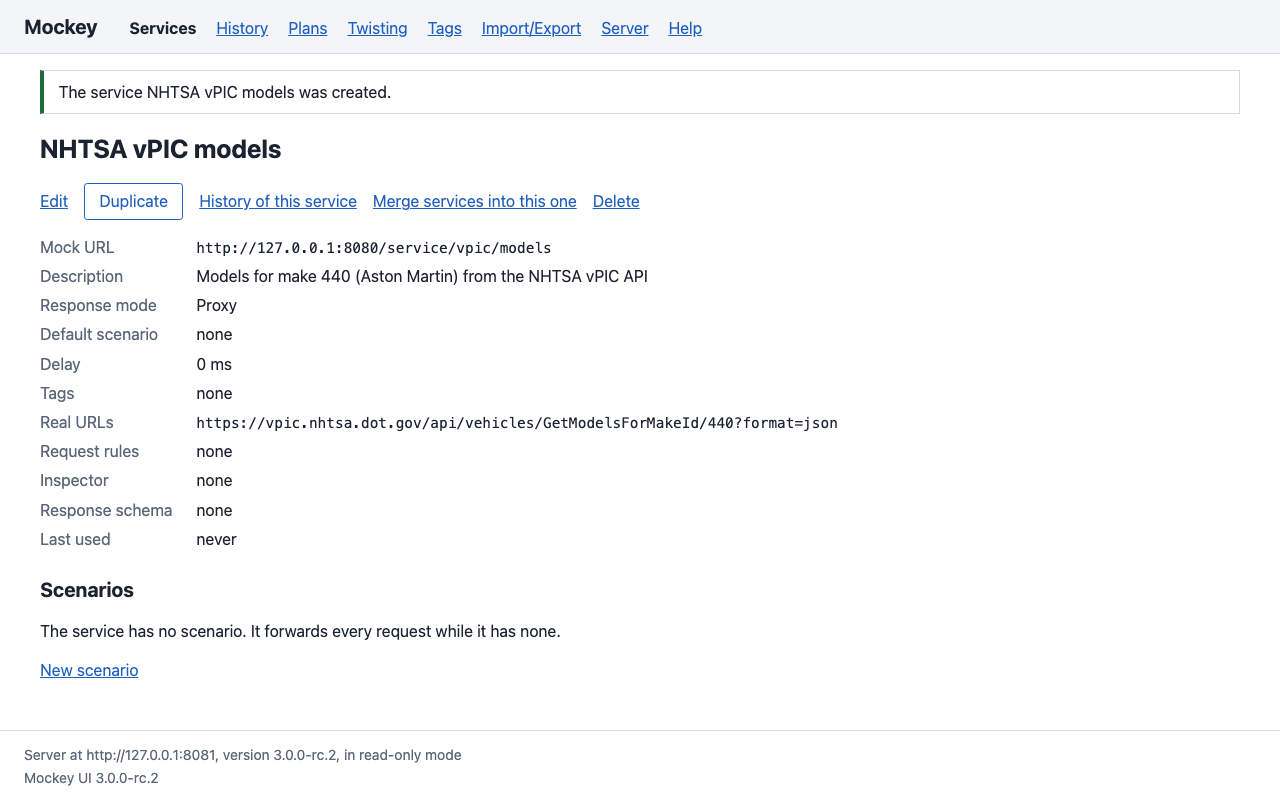 Mockey Services History Plans Twisting Tags Import/Export Server Help
The service NHTSA vPIC models was created.
NHTSA vPIC models
Edit Duplicate History of this service Merge services into this one Delete
Mock URL http://127.0.0.1:8080/service/vpic/models
Description Models for make 440 (Aston Martin) from the NHTSA vPIC API
Response mode Proxy
Default scenario none
Delay 0 ms
Tags none
Real URLs https://vpic.nhtsa.dot.gov/api/vehicles/GetModelsForMakeId/440?format=json
Request rules none
Inspector none
Response schema none
Last used never
Scenarios
The service has no scenario. It forwards every request while it has none.
New scenario
Server at http://127.0.0.1:8081, version 3.0.0-rc.2, in read-only mode
Mockey UI 3.0.0-rc.2